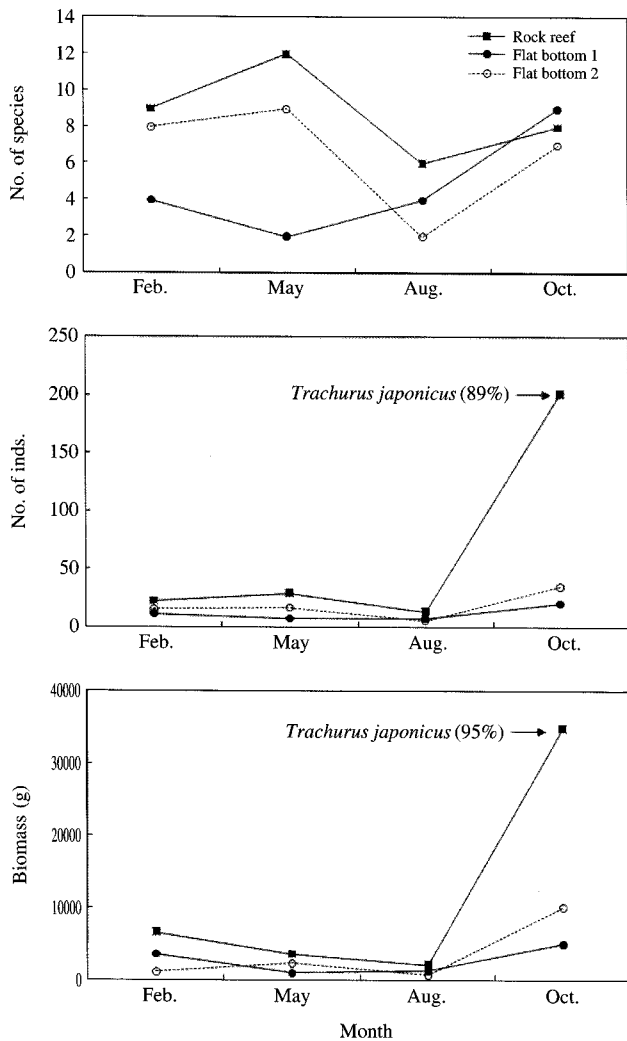 14
12
10
8
6
4
2
0
No. of species
Rock reef
Flat bottom 1
Flat bottom 2
Feb. May Aug. Oct.
250
200
150
100
50
0
No. of inds.
Trachurus japonicus (89%)
Feb. May Aug. Oct.
40000
30000
20000
10000
0
Biomass (g)
Trachurus japonicus (95%)
Feb. May Aug. Oct.
Month